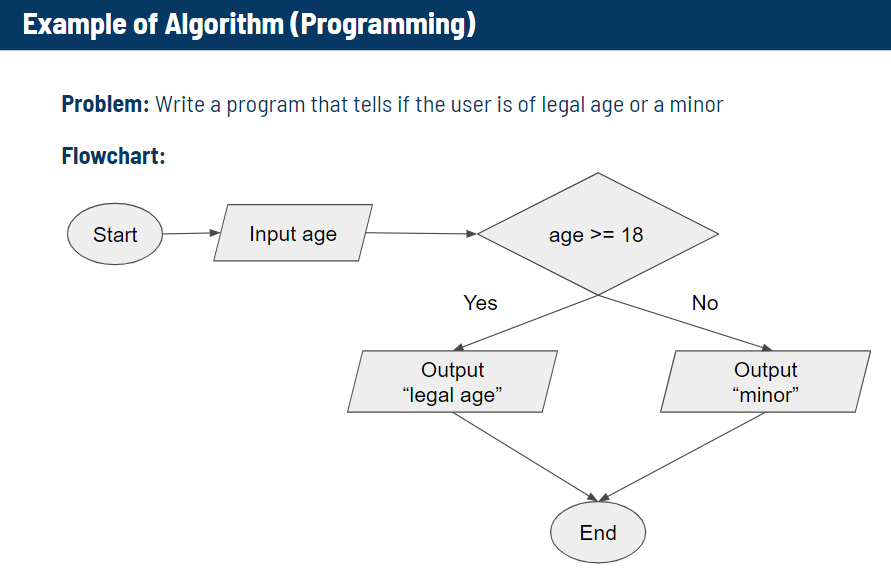 Example of Algorithm (Programming)
Problem: Write a program that tells if the user is of legal age or a minor
Flowchart:
Start
Input age
age >= 18
Yes
No
Output
“legal age”
Output
“minor”
End